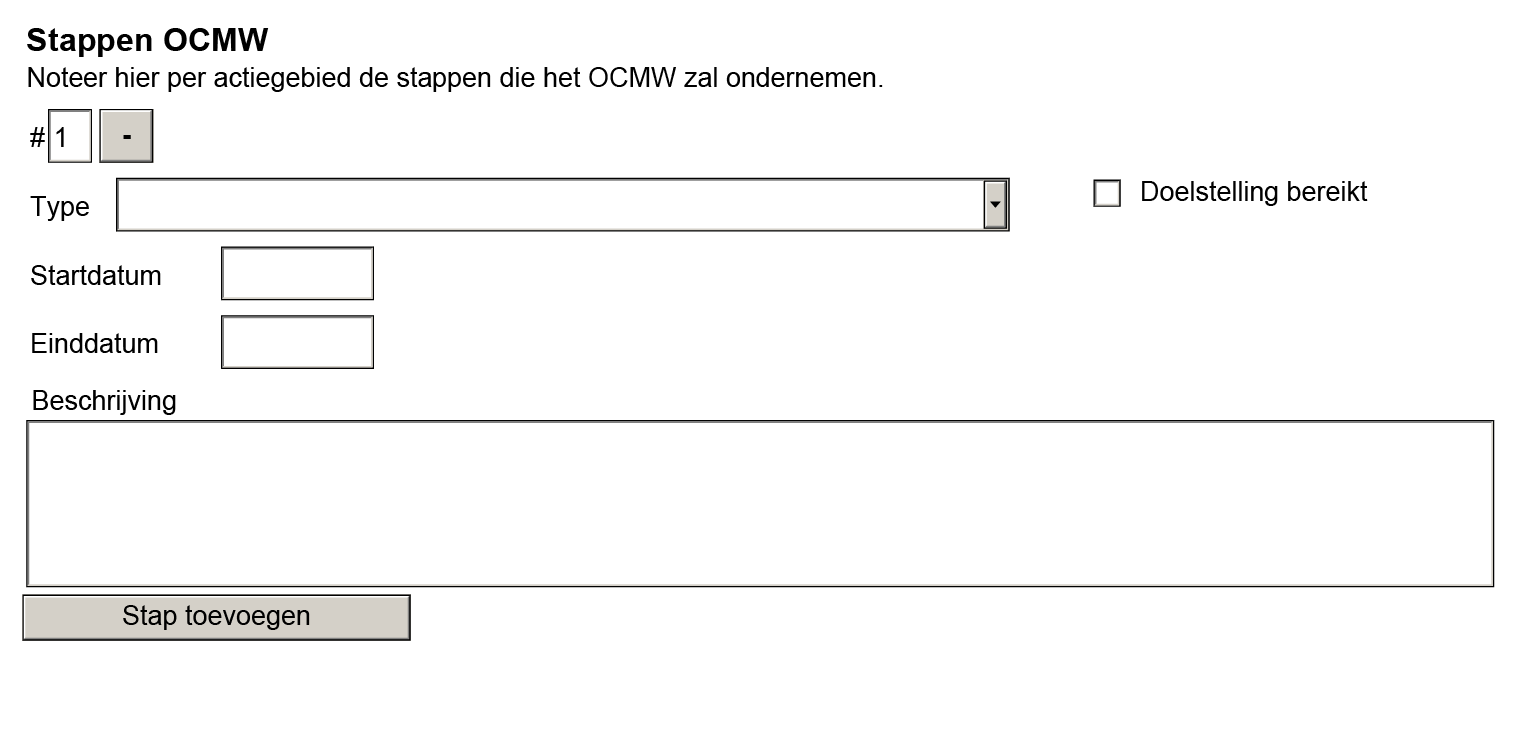 Stappen OCMW
Noteer hier per actiegebied de stappen die het OCMW zal ondernemen.
# 1 -
Type
Doelstelling bereikt
Startdatum
Einddatum
Beschrijving
Stap toevoegen